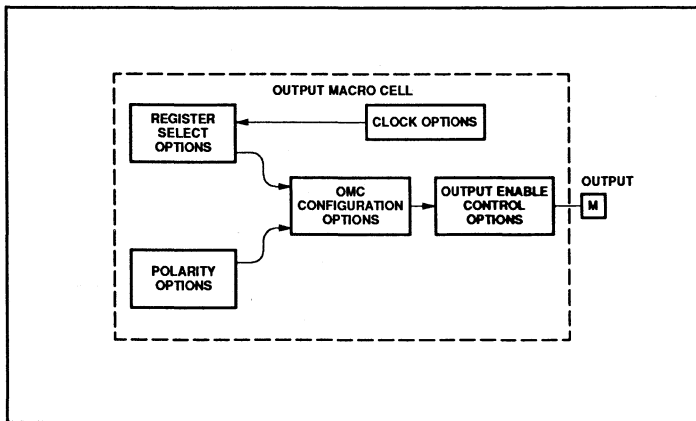 OUTPUT MACRO CELL
REGISTER
SELECT
OPTIONS
CLOCK OPTIONS
OMC
CONFIGURATION
OPTIONS
OUTPUT ENABLE
CONTROL
OPTIONS
OUTPUT
M
POLARITY
OPTIONS